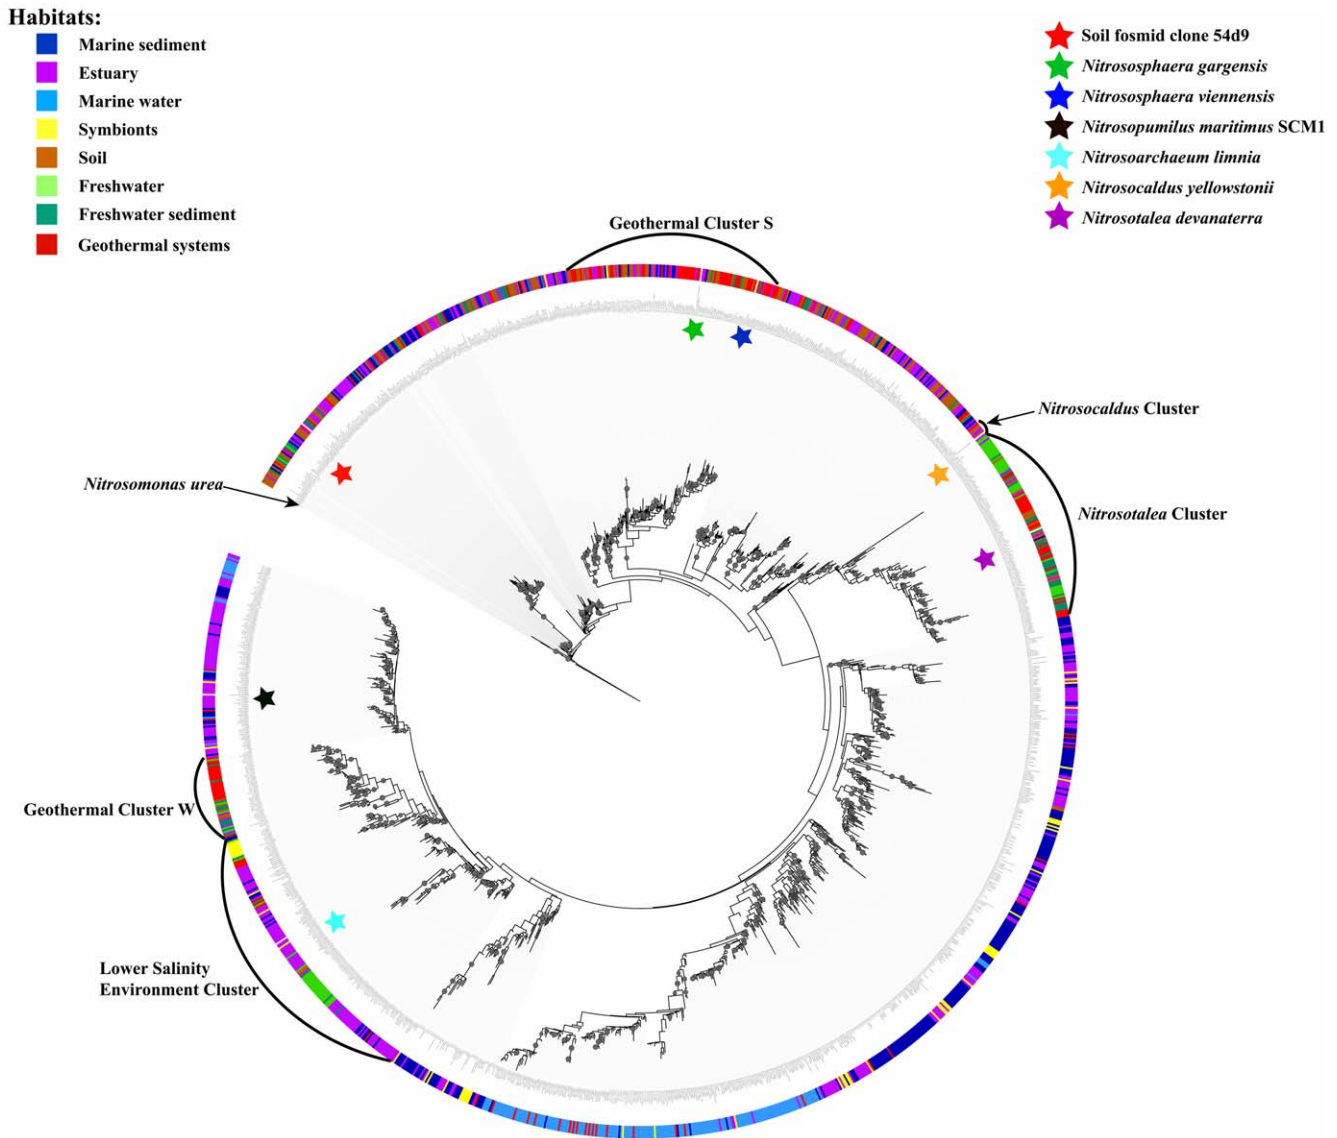 Habitats:
Marine sediment
Estuary
Marine water
Symbionts
Soil
Freshwater
Freshwater sediment
Geothermal systems
Soil fosmid clone 54d9
Nitrososphaera gargensis
Nitrososphaera viennensis
Nitrosopumilus maritimus SCM1
Nitrosoarchaeum limnia
Nitrosocaldus yellowstonii
Nitrosotalea devanaterra
Geothermal Cluster S
Nitrosocaldus Cluster
Nitrosomonas urea
Nitrosotalea Cluster
Geothermal Cluster W
Lower Salinity
Environment Cluster